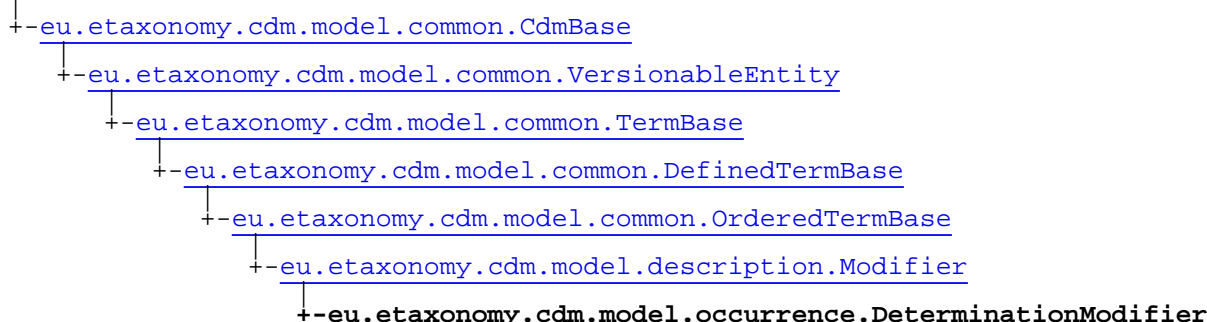 +-eu.etaxonomy.cdm.model.common.CdmBase
+-eu.etaxonomy.cdm.model.common.VersionableEntity
+-eu.etaxonomy.cdm.model.common.TermBase
+-eu.etaxonomy.cdm.model.common.DefinedTermBase
+-eu.etaxonomy.cdm.model.common.OrderedTermBase
+-eu.etaxonomy.cdm.model.description.Modifier
+-eu.etaxonomy.cdm.model.occurrence.DeterminationModifier